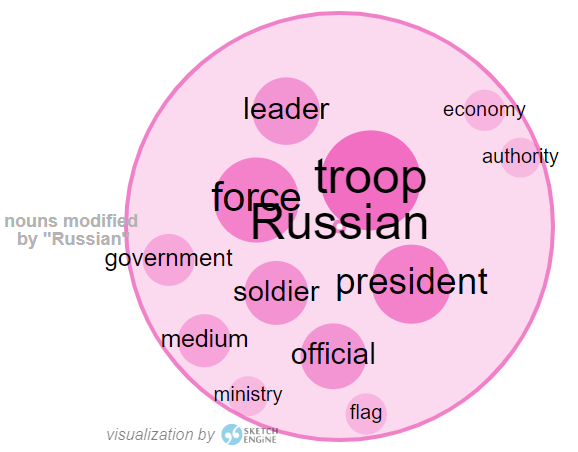 leader
economy
troop
authority
force
Russian
nouns modified
by "Russian"
government
president
soldier
medium
official
ministry
flag
visualization by SKETCH
ENGINE